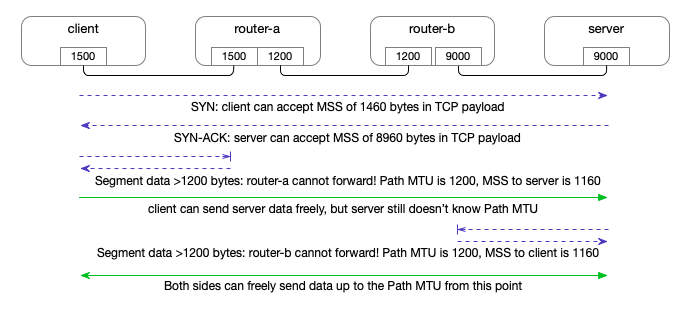 client router-a router-b server
1500 1500 1200 1200 9000 9000
SYN: client can accept MSS of 1460 bytes in TCP payload
SYN-ACK: server can accept MSS of 8960 bytes in TCP payload
Segment data >1200 bytes: router-a cannot forward! Path MTU is 1200, MSS to server is 1160
client can send server data freely, but server still doesn't know Path MTU
Segment data >1200 bytes: router-b cannot forward! Path MTU is 1200, MSS to client is 1160
Both sides can freely send data up to the Path MTU from this point